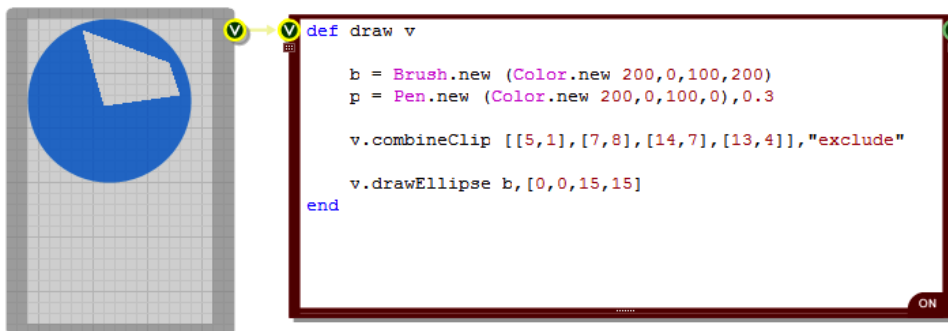 V
V
def draw v
b = Brush.new (Color.new 200,0,100,200)
p = Pen.new (Color.new 200,0,100,0),0.3
v.combineClip [[5,1],[7,8],[14,7],[13,4]],"exclude"
v.drawEllipse b,[0,0,15,15]
end
ON